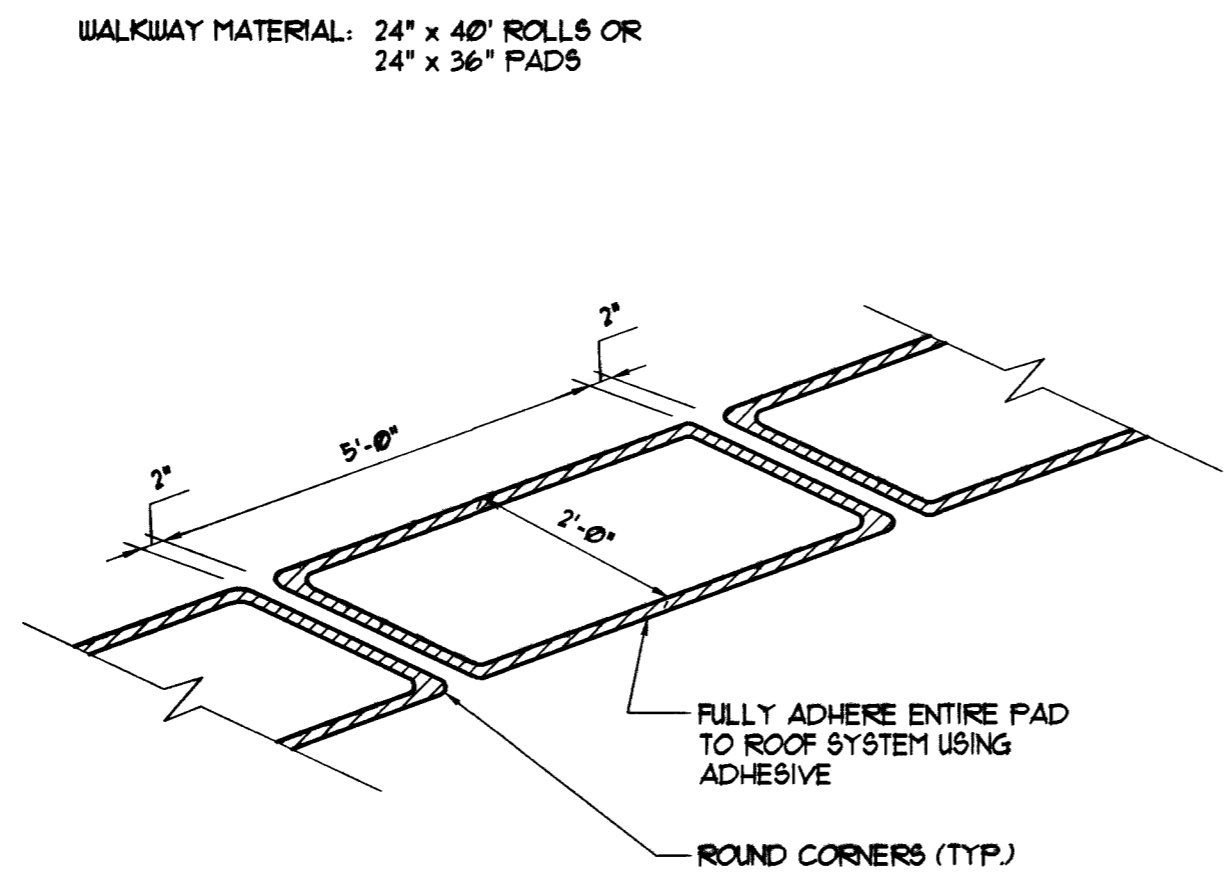 WALKWAY MATERIAL: 24" x 40' ROLLS OR
24" x 36" PADS
2"
5'-0"
2"
2'-0"
FULLY ADHERE ENTIRE PAD
TO ROOF SYSTEM USING
ADHESIVE
ROUND CORNERS (TYP.)